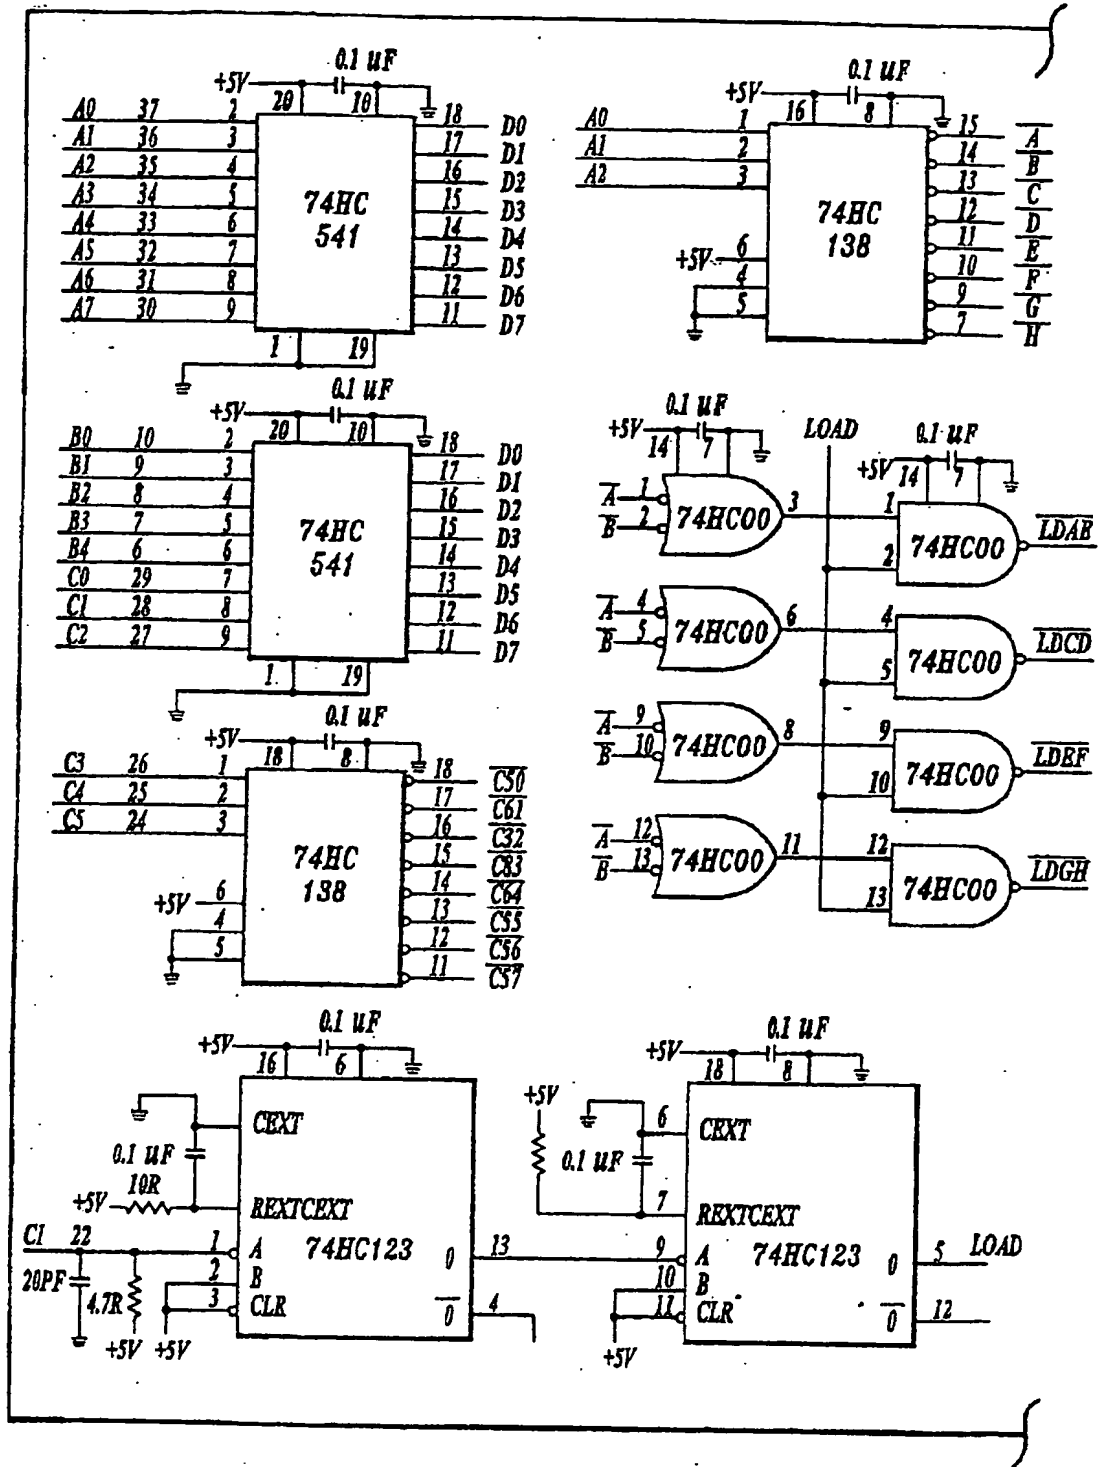 0.1 uF
+5V
20 10
A0 37 2
A1 36 3
A2 35 4
A3 34 5
A4 33 6
A5 32 7
A6 31 8
A7 30 9
74HC
541
18 D0
17 D1
16 D2
15 D3
14 D4
13 D5
12 D6
11 D7
1 19
0.1 uF
+5V
16 8
A0 1
A1 2
A2 3
+5V 6
4
5
74HC
138
15 A
14 B
13 C
12 D
11 E
10 F
9 G
7 H
0.1 uF
+5V
20 10
B0 10 2
B1 9 3
B2 8 4
B3 7 5
B4 6 6
C0 29 7
C1 28 8
C2 27 9
74HC
541
18 D0
17 D1
16 D2
15 D3
14 D4
13 D5
12 D6
11 D7
1 19
0.1 uF
+5V
14 7
LOAD
0.1 uF
+5V
14 7
A 1
B 2
74HC00
3
1
2
74HC00
LDAB
A 4
B 5
74HC00
6
4
5
74HC00
LDCD
A 9
B 10
74HC00
8
9
10
74HC00
LDEF
A 12
B 13
74HC00
11
12
13
74HC00
LDGH
0.1 uF
+5V
18 8
C3 26 1
C4 25 2
C5 24 3
+5V 6
4
5
74HC
138
18 CS0
17 C61
16 C32
15 C83
14 C64
13 C55
12 C56
11 C57
0.1 uF
+5V
16 6
CEXT
0.1 uF
10R
+5V
REXTCEXT
CI 22
1 A
2 B
3 CLR
74HC123
0 13
0 4
20PF
4.7R
+5V +5V
0.1 uF
+5V
18 8
+5V
6 CEXT
0.1 uF
7 REXTCEXT
9 A
10 B
11 CLR
74HC123
0 5 LOAD
0 12
+5V